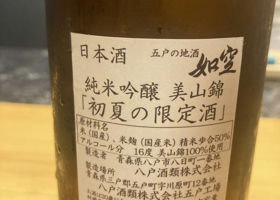 日本酒
五戸の地酒
如空
純米吟醸 美山錦
「初夏の限定酒」
原材料名
米(国産)、米麹(国産米)精米歩合50%
アルコール分 16度 美山錦100%使用
製造者 青森県八戸市八日町一番地
八戸酒類株式会社
製造場所
青森県三戸郡五戸町字川原町12番地
八戸酒類株式会社五戸工場